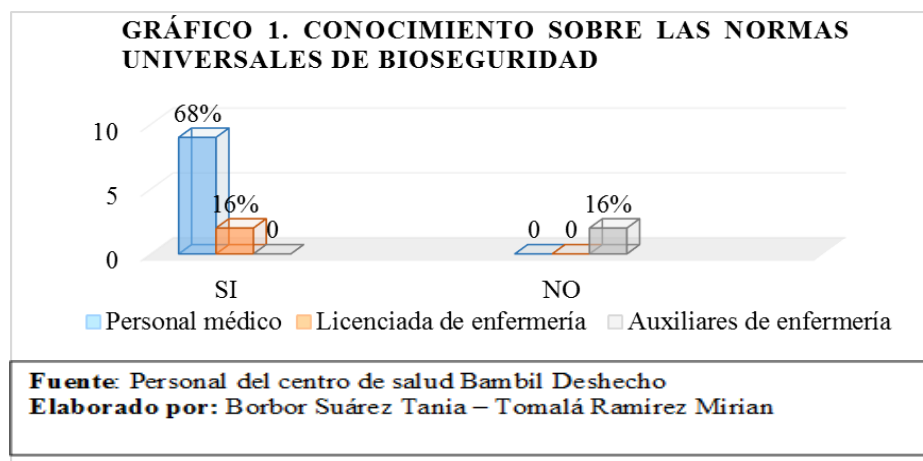 GRÁFICO 1. CONOCIMIENTO SOBRE LAS NORMAS
UNIVERSALES DE BIOSEGURIDAD
68%
10
16%
16%
5
0
0
0
0
SI
NO
Personal médico
Licenciada de enfermería
Auxiliares de enfermería
Fuente: Personal del centro de salud Bambil Deshecho
Elaborado por: Borbor Suárez Tania – Tomalá Ramírez Mirian